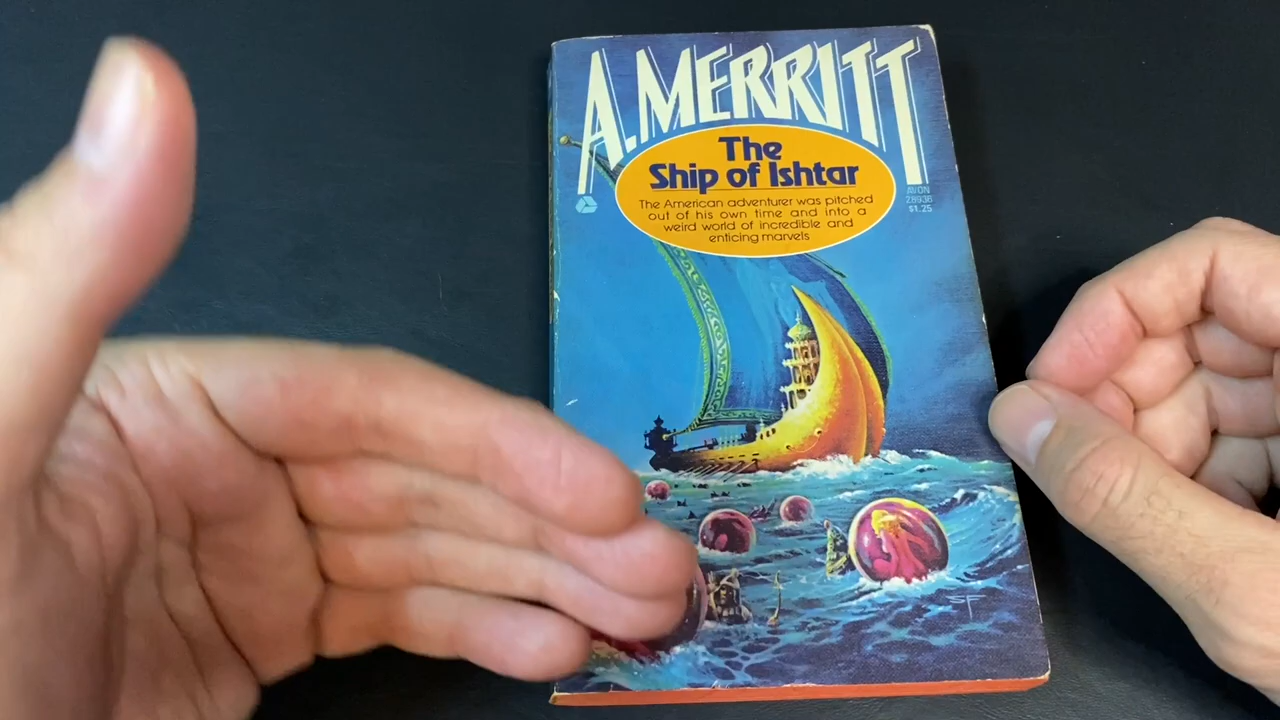 A. MERRITT
The
Ship of Ishtar
The American adventurer was pitched
out of his own time and into a
weird world of incredible and
enticing marvels
AVON
28936
$1.25
SF